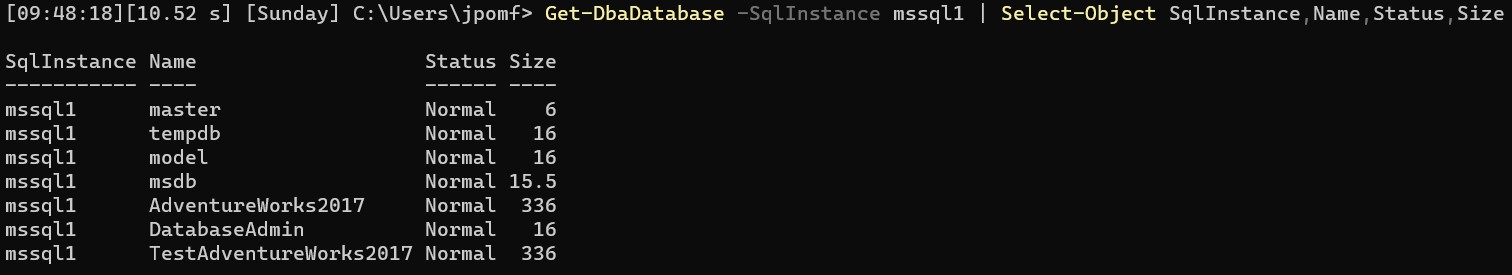 [09:48:18][10.52 s] [Sunday] C:\Users\jpomf> Get-DbaDatabase -SqlInstance mssql1 | Select-Object SqlInstance,Name,Status,Size
SqlInstance Name                   Status Size
----------- ----                   ------ ----
mssql1      master                 Normal    6
mssql1      tempdb                 Normal   16
mssql1      model                  Normal   16
mssql1      msdb                   Normal 15.5
mssql1      AdventureWorks2017     Normal  336
mssql1      DatabaseAdmin          Normal   16
mssql1      TestAdventureWorks2017 Normal  336